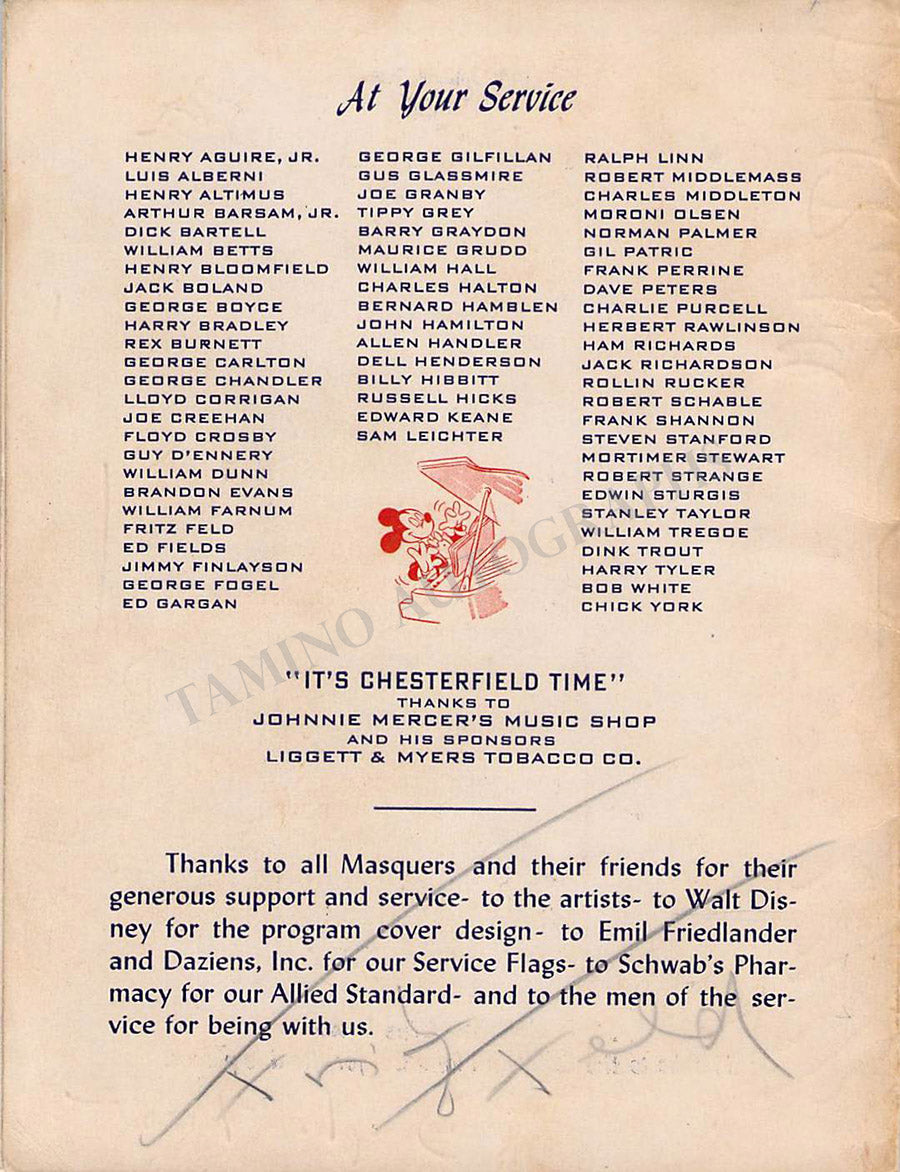 At Your Service
HENRY AGUIRE, JR.
LUIS ALBERNI
HENRY ALTIMUS
ARTHUR BARSAM, JR.
DICK BARTELL
WILLIAM BETTS
HENRY BLOOMFIELD
JACK BOLAND
GEORGE BOYCE
HARRY BRADLEY
REX BURNETT
GEORGE CARLTON
GEORGE CHANDLER
LLOYD CORRIGAN
JOE CREEHAN
FLOYD CROSBY
GUY D'ENNERY
WILLIAM DUNN
BRANDON EVANS
WILLIAM FARNUM
FRITZ FELD
ED FIELDS
JIMMY FINLAYSON
GEORGE FOGEL
ED GARGAN
GEORGE GILFILLAN
GUS GLASSMIRE
JOE GRANBY
TIPPY GREY
BARRY GRAYDON
MAURICE GRUDD
WILLIAM HALL
CHARLES HALTON
BERNARD HAMBLEN
JOHN HAMILTON
ALLEN HANDLER
DELL HENDERSON
BILLY HIBBITT
RUSSELL HICKS
EDWARD KEANE
SAM LEICHTER
RALPH LINN
ROBERT MIDDLEMASS
CHARLES MIDDLETON
MORONI OLSEN
NORMAN PALMER
GIL PATRIC
FRANK PERRINE
DAVE PETERS
CHARLIE PURCELL
HERBERT RAWLINSON
HAM RICHARDS
JACK RICHARDSON
ROLLIN RUCKER
ROBERT SCHABLE
FRANK SHANNON
STEVEN STANFORD
MORTIMER STEWART
ROBERT STRANGE
EDWIN STURGIS
STANLEY TAYLOR
WILLIAM TREGOE
DINK TROUT
HARRY TYLER
BOB WHITE
CHICK YORK
TAMINO AUTOGRAPHS
"IT'S CHESTERFIELD TIME"
THANKS TO
JOHNNIE MERCER'S MUSIC SHOP
AND HIS SPONSORS
LIGGETT & MYERS TOBACCO CO.
Thanks to all Masquers and their friends for their
generous support and service- to the artists- to Walt Dis-
ney for the program cover design- to Emil Friedlander
and Daziens, Inc. for our Service Flags- to Schwab's Phar-
macy for our Allied Standard- and to the men of the ser-
vice for being with us.
Fritz Feld